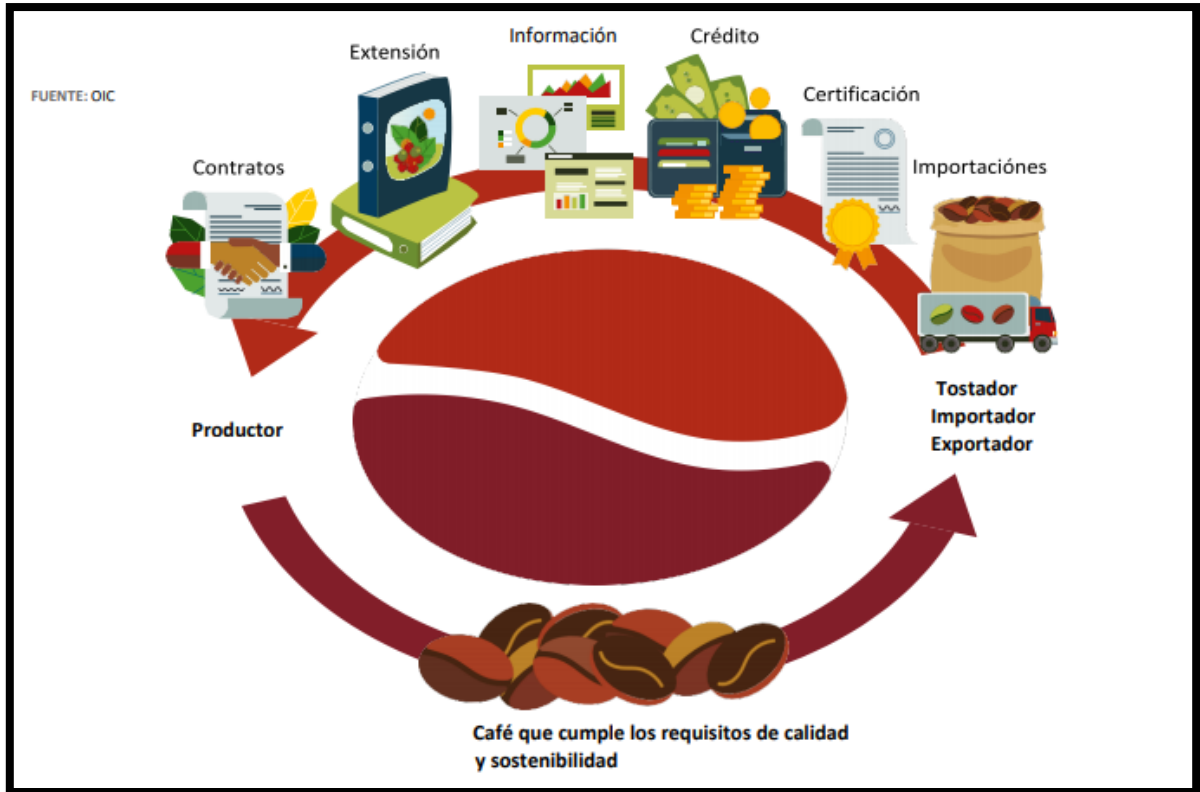 Información
Crédito
Extensión
FUENTE: OIC
Certificación
Contratos
Importaciónes
Tostador
Importador
Exportador
Productor
Café que cumple los requisitos de calidad
y sostenibilidad